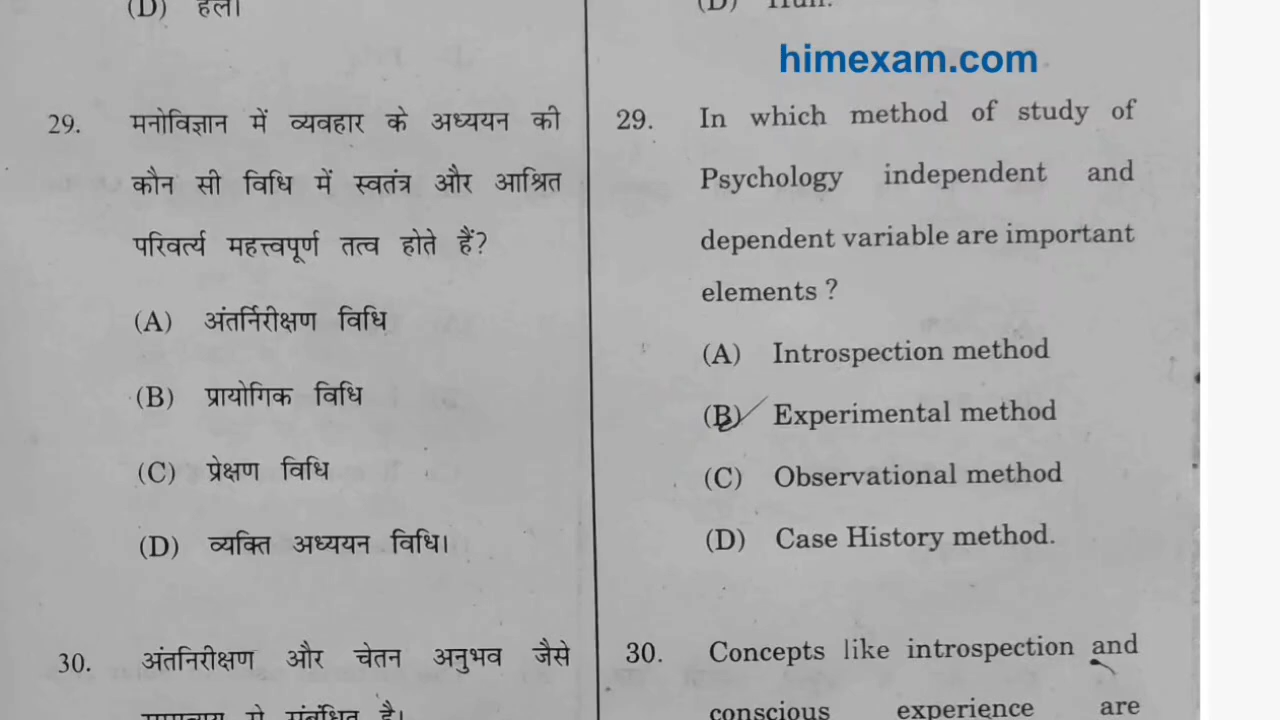 (D) हल।
29. मनोविज्ञान में व्यवहार के अध्ययन की
कौन सी विधि में स्वतंत्र और आश्रित
परिवर्त्य महत्त्वपूर्ण तत्व होते हैं?
(A) अंतर्निरीक्षण विधि
(B) प्रायोगिक विधि
(C) प्रेक्षण विधि
(D) व्यक्ति अध्ययन विधि।
30. अंतनिरीक्षण और चेतन अनुभव जैसे
(D) Hull.
himexam.com
29. In which method of study of
Psychology independent and
dependent variable are important
elements ?
(A) Introspection method
(B) Experimental method
(C) Observational method
(D) Case History method.
30. Concepts like introspection and
conscious experience are